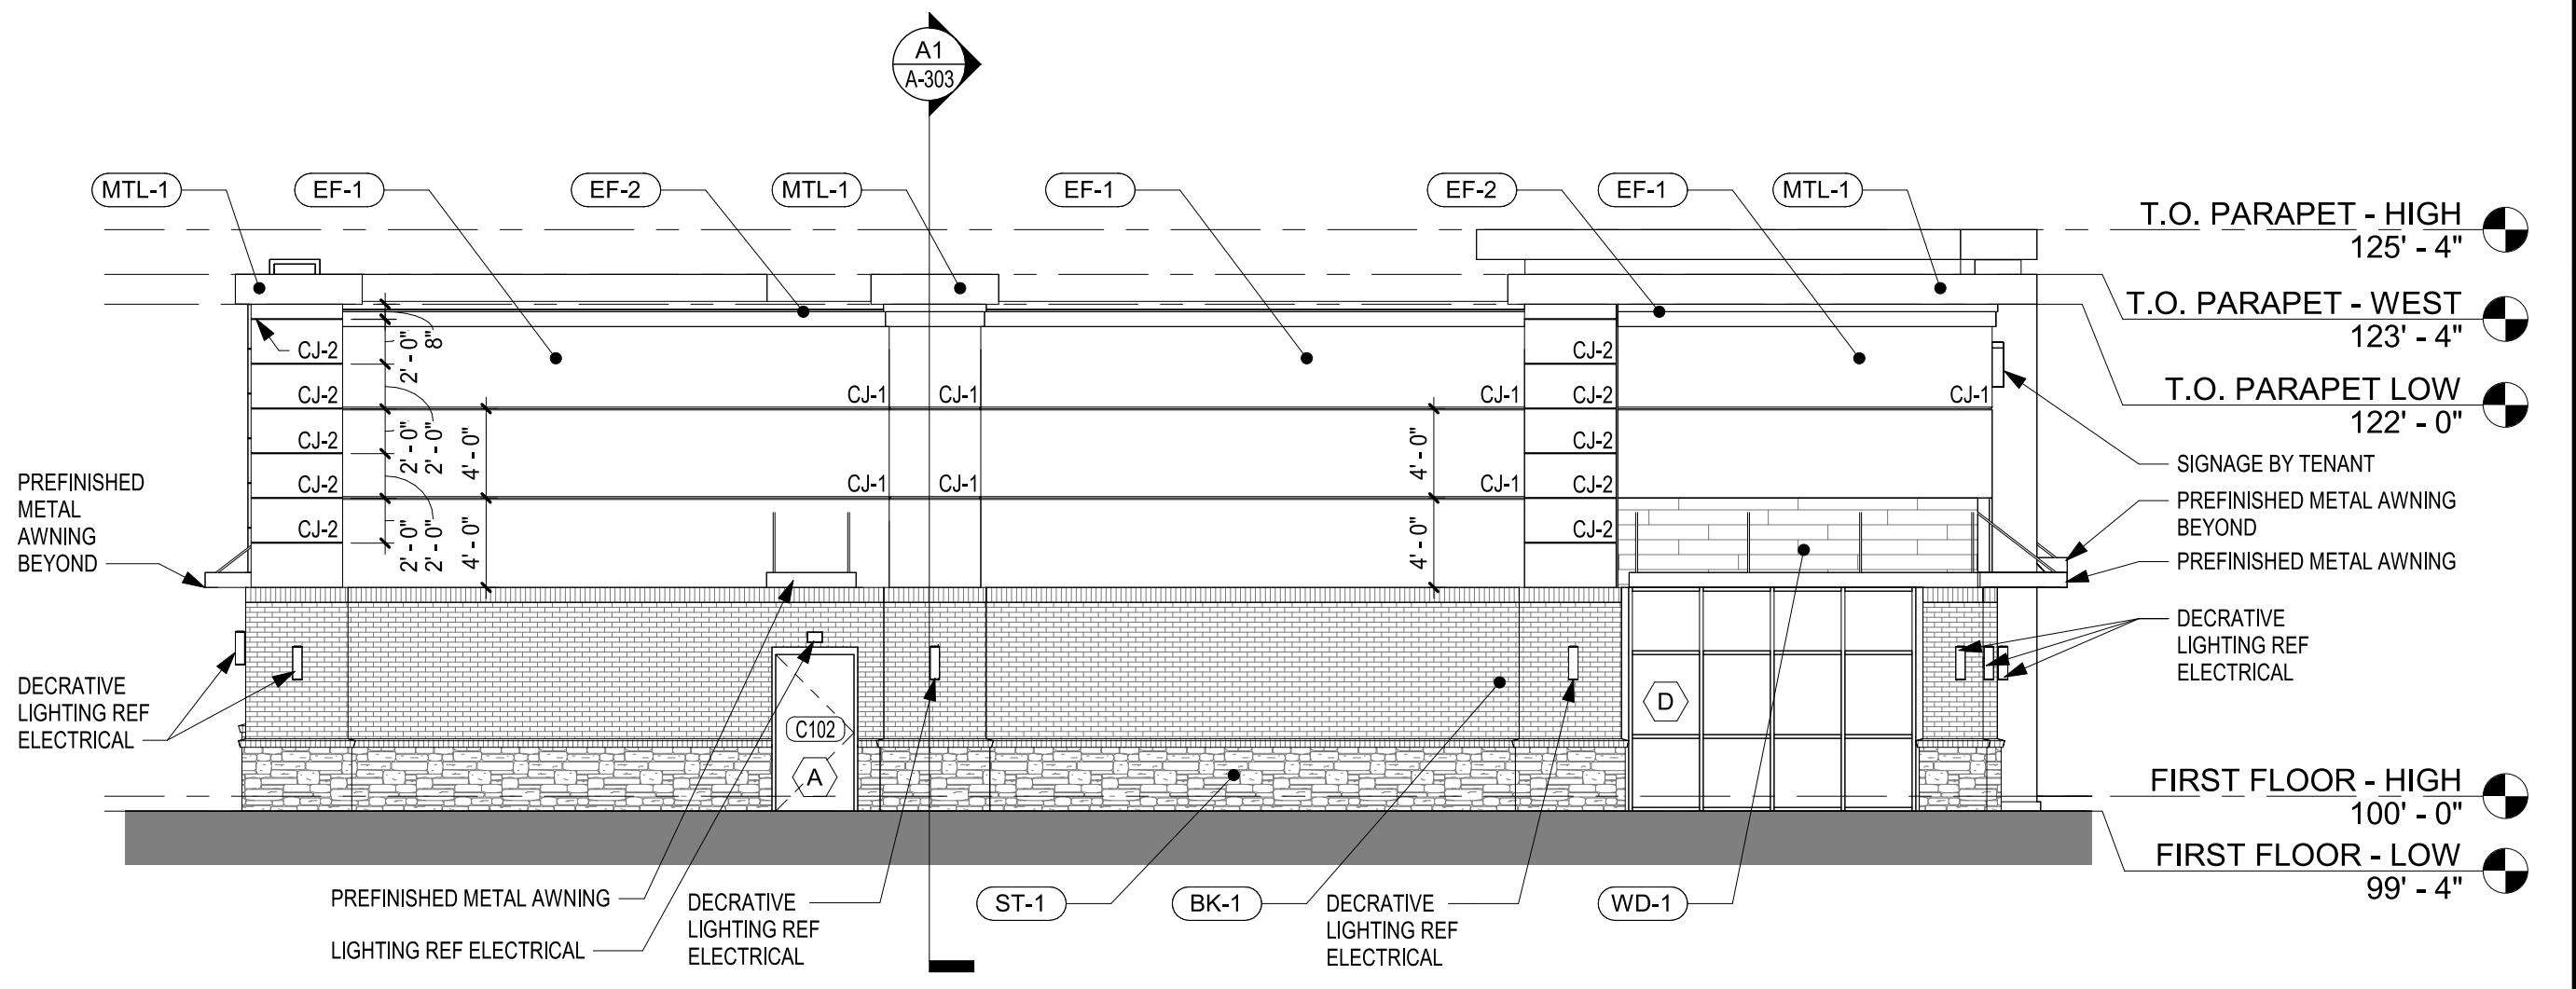 A1
A-303
MTL-1
EF-1
EF-2
MTL-1
EF-1
EF-2
EF-1
MTL-1
T.O. PARAPET - HIGH
125' - 4"
T.O. PARAPET - WEST
123' - 4"
T.O. PARAPET LOW
122' - 0"
CJ-2
CJ-2
CJ-2
CJ-2
CJ-2
2' - 0"
8"
2' - 0"
2' - 0"
2' - 0"
2' - 0"
4' - 0"
4' - 0"
CJ-1
CJ-1
CJ-1
CJ-1
CJ-1
CJ-1
4' - 0"
4' - 0"
CJ-2
CJ-2
CJ-2
CJ-2
CJ-2
CJ-1
PREFINISHED
METAL
AWNING
BEYOND
SIGNAGE BY TENANT
PREFINISHED METAL AWNING
BEYOND
PREFINISHED METAL AWNING
DECRATIVE
LIGHTING REF
ELECTRICAL
DECRATIVE
LIGHTING REF
ELECTRICAL
C102
A
D
FIRST FLOOR - HIGH
100' - 0"
FIRST FLOOR - LOW
99' - 4"
PREFINISHED METAL AWNING
LIGHTING REF ELECTRICAL
DECRATIVE
LIGHTING REF
ELECTRICAL
ST-1
BK-1
DECRATIVE
LIGHTING REF
ELECTRICAL
WD-1